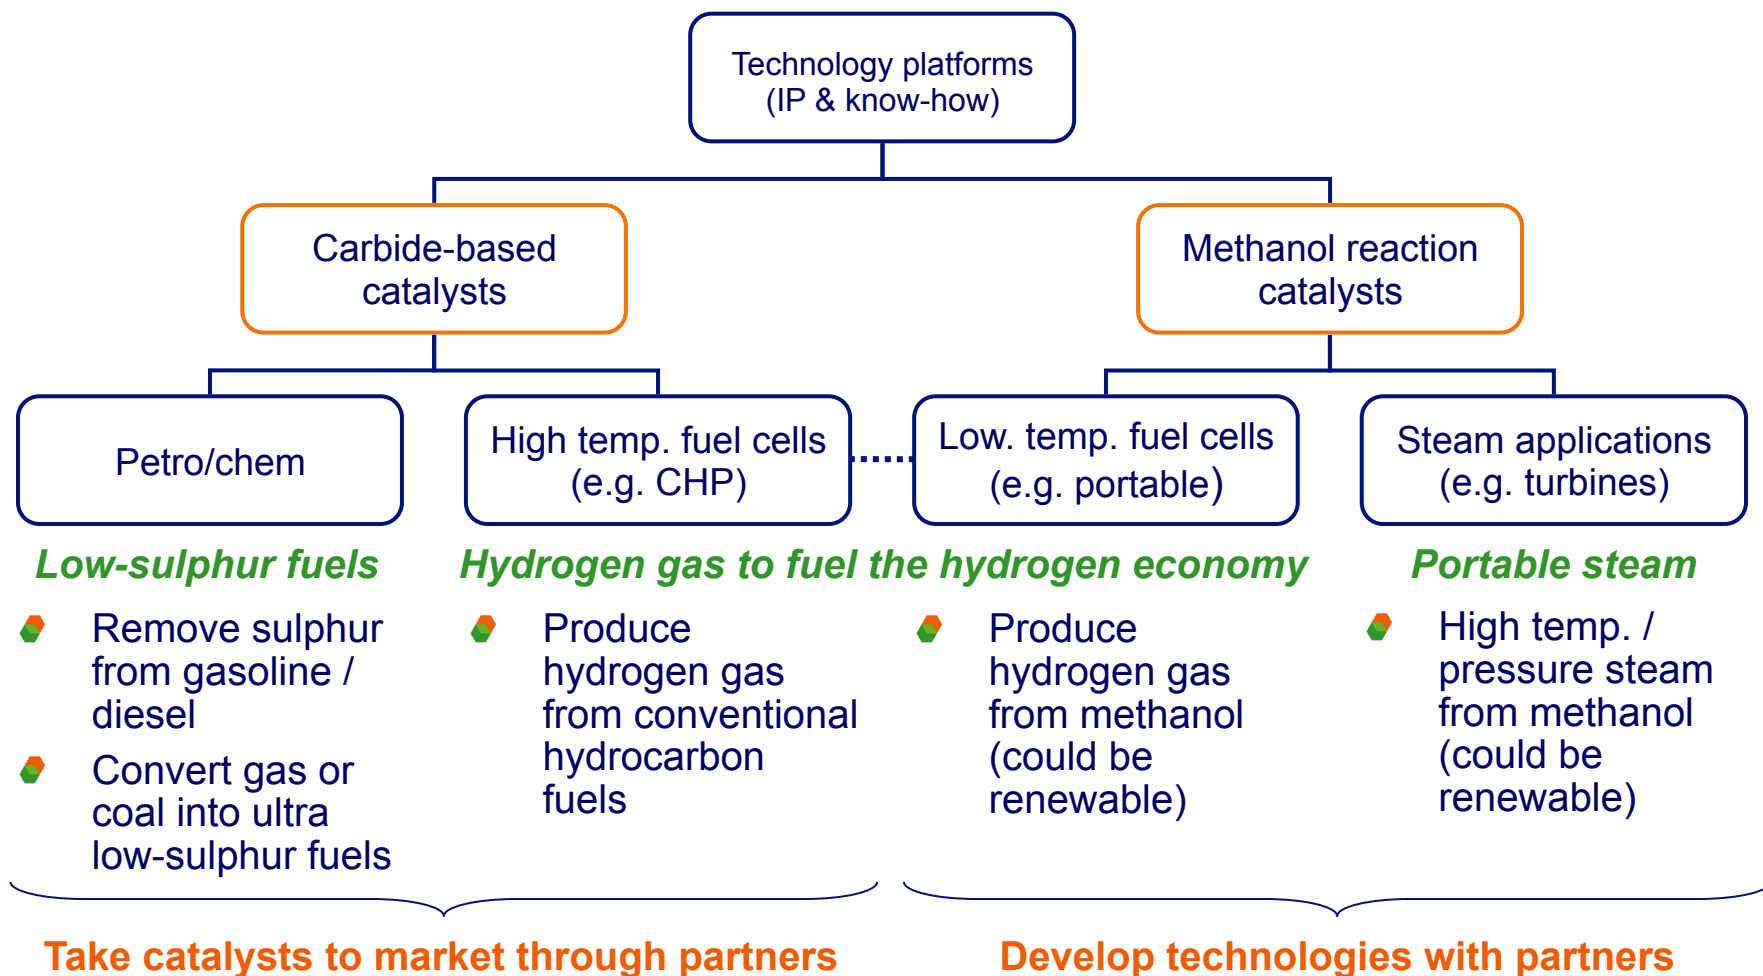 Technology platforms
(IP & know-how)
Carbide-based
catalysts
Methanol reaction
catalysts
Petro/chem
High temp. fuel cells
(e.g. CHP)
Low. temp. fuel cells
(e.g. portable)
Steam applications
(e.g. turbines)
Low-sulphur fuels
Hydrogen gas to fuel the hydrogen economy
Portable steam
Remove sulphur
from gasoline /
diesel
Convert gas or
coal into ultra
low-sulphur fuels
Produce
hydrogen gas
from conventional
hydrocarbon
fuels
Produce
hydrogen gas
from methanol
(could be
renewable)
High temp. /
pressure steam
from methanol
(could be
renewable)
Take catalysts to market through partners
Develop technologies with partners